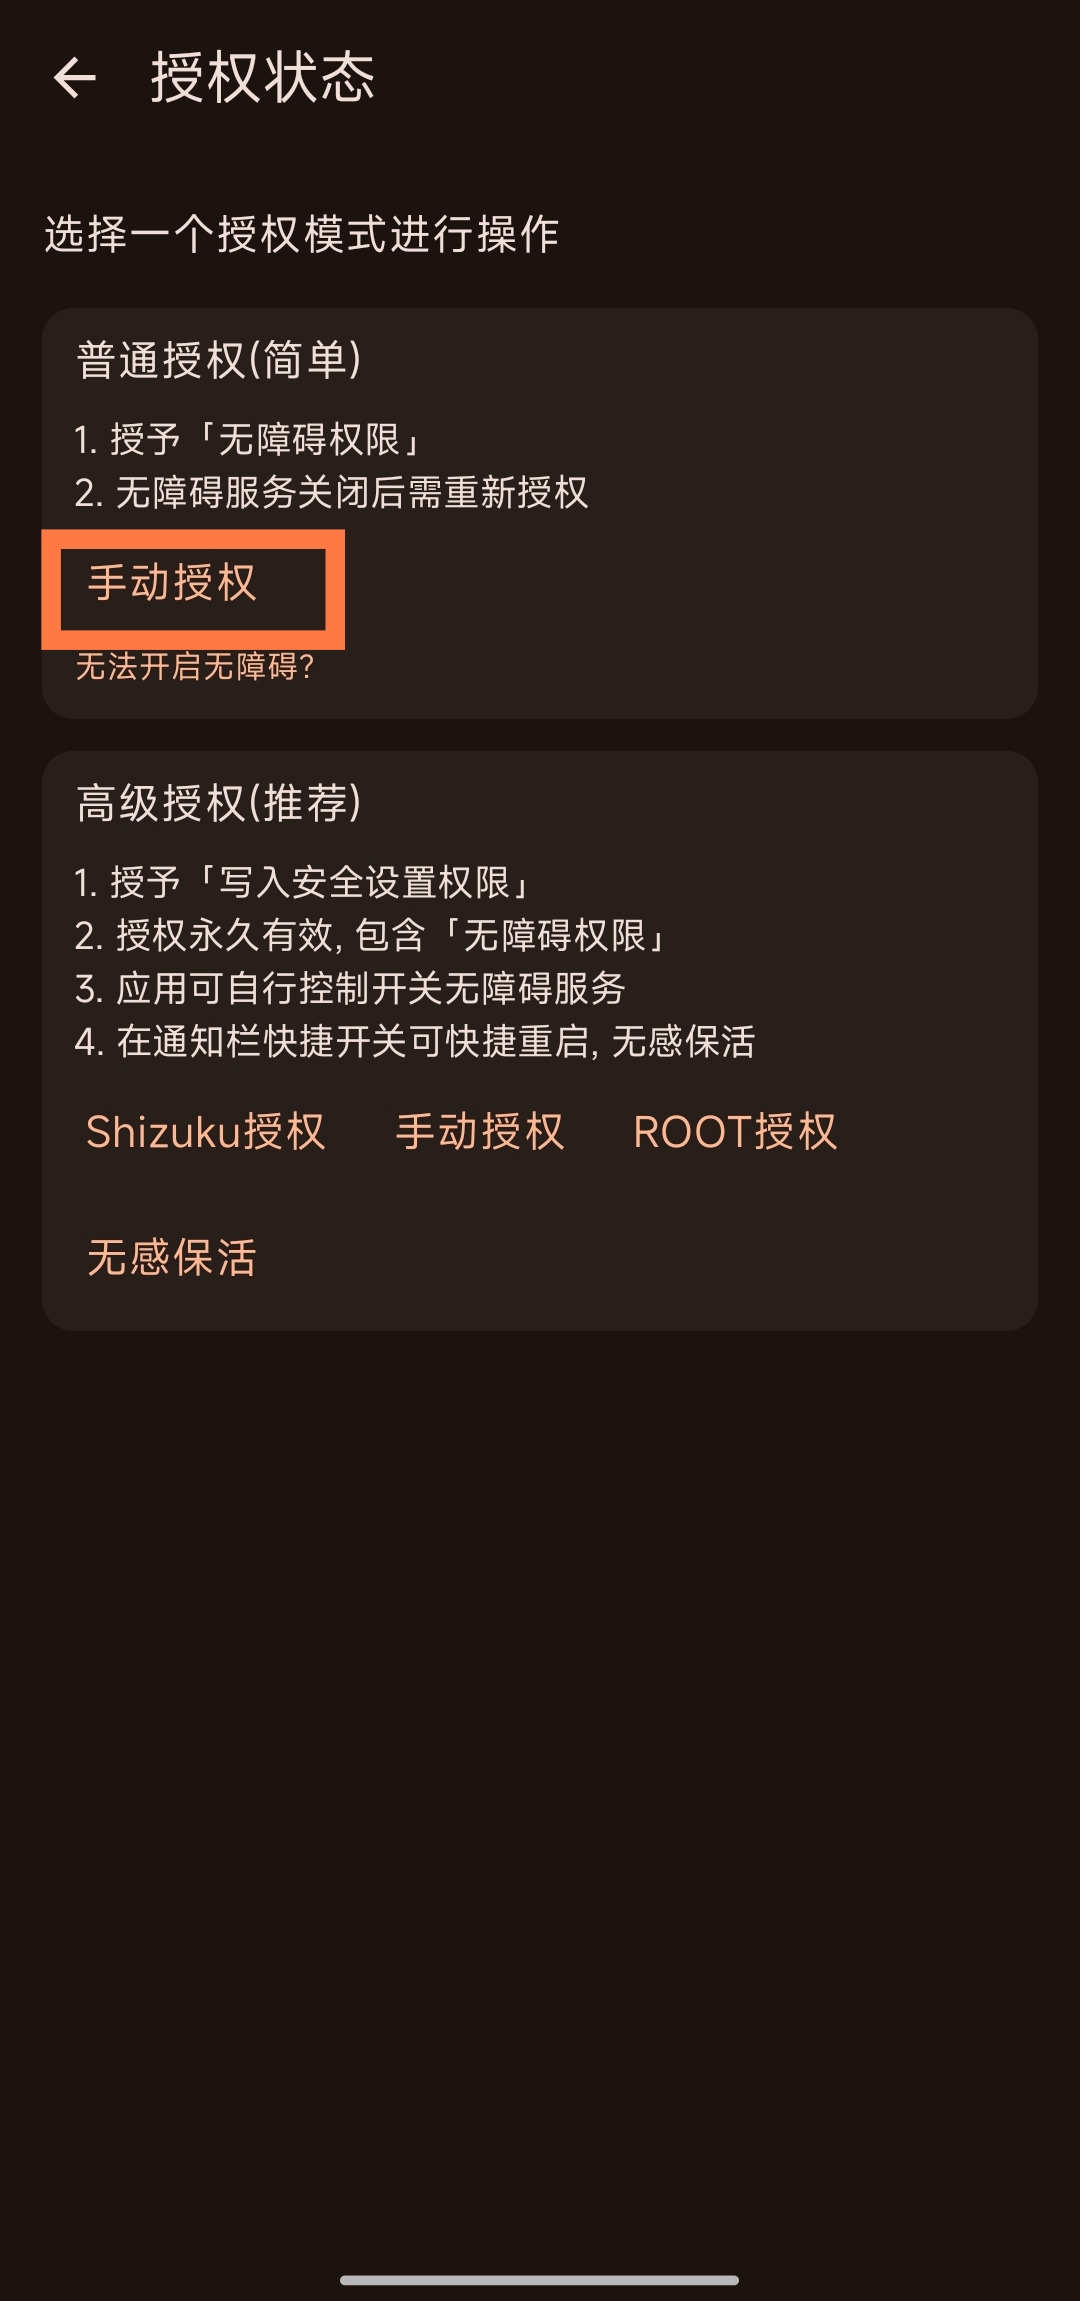 授权状态
选择一个授权模式进行操作
普通授权(简单)
1. 授予「无障碍权限」
2. 无障碍服务关闭后需重新授权
手动授权
无法开启无障碍?
高级授权(推荐)
1. 授予「写入安全设置权限」
2. 授权永久有效, 包含「无障碍权限」
3. 应用可自行控制开关无障碍服务
4. 在通知栏快捷开关可快捷重启, 无感保活
Shizuku授权 手动授权 ROOT授权
无感保活